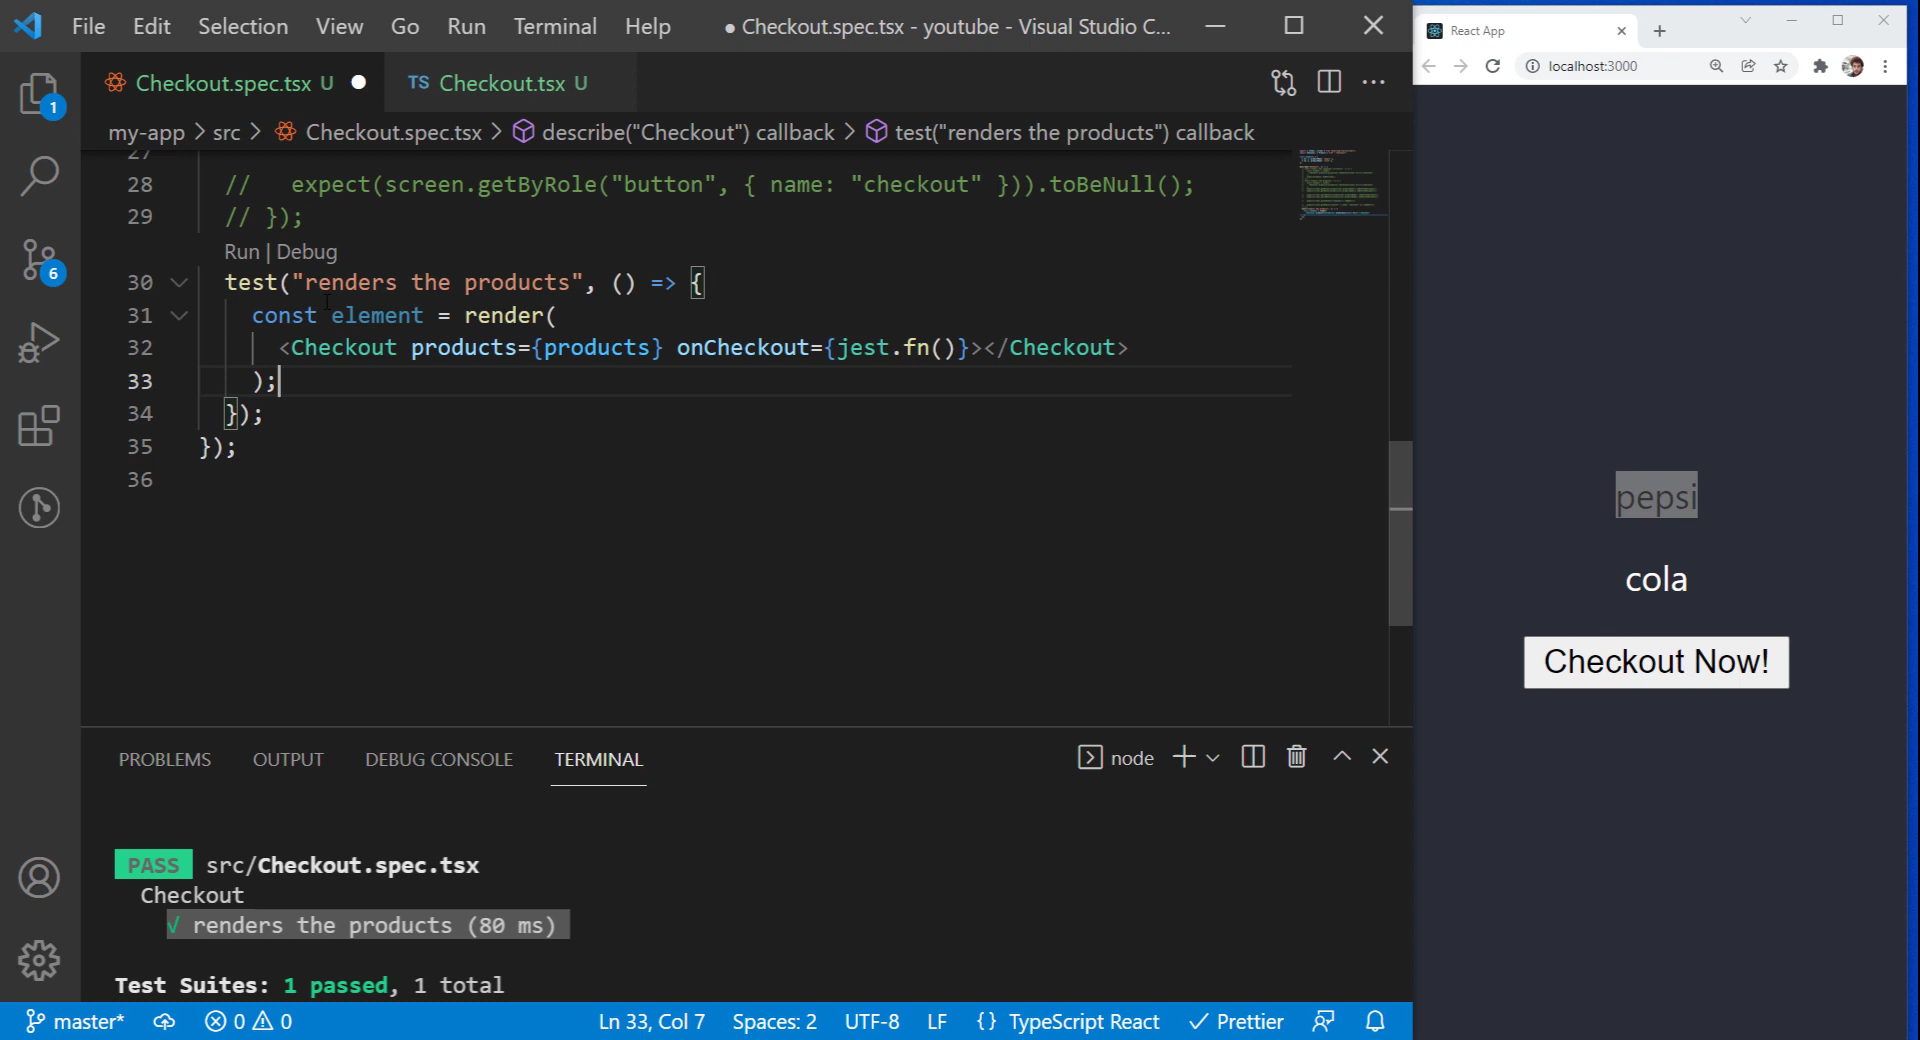 File Edit Selection View Go Run Terminal Help ● Checkout.spec.tsx - youtube - Visual Studio C...
Checkout.spec.tsx U TS Checkout.tsx U
my-app > src > Checkout.spec.tsx > describe("Checkout") callback > test("renders the products") callback
27
28 //   expect(screen.getByRole("button", { name: "checkout" })).toBeNull();
29 // });
Run | Debug
30 test("renders the products", () => {
31 const element = render(
32 <Checkout products={products} onCheckout={jest.fn()}></Checkout>
33 );
34 });
35 });
36
1
6
PROBLEMS OUTPUT DEBUG CONSOLE TERMINAL node
PASS src/Checkout.spec.tsx
Checkout
√ renders the products (80 ms)
Test Suites: 1 passed, 1 total
master* 0 0 Ln 33, Col 7 Spaces: 2 UTF-8 LF {} TypeScript React Prettier
React App
localhost:3000
pepsi
cola
Checkout Now!